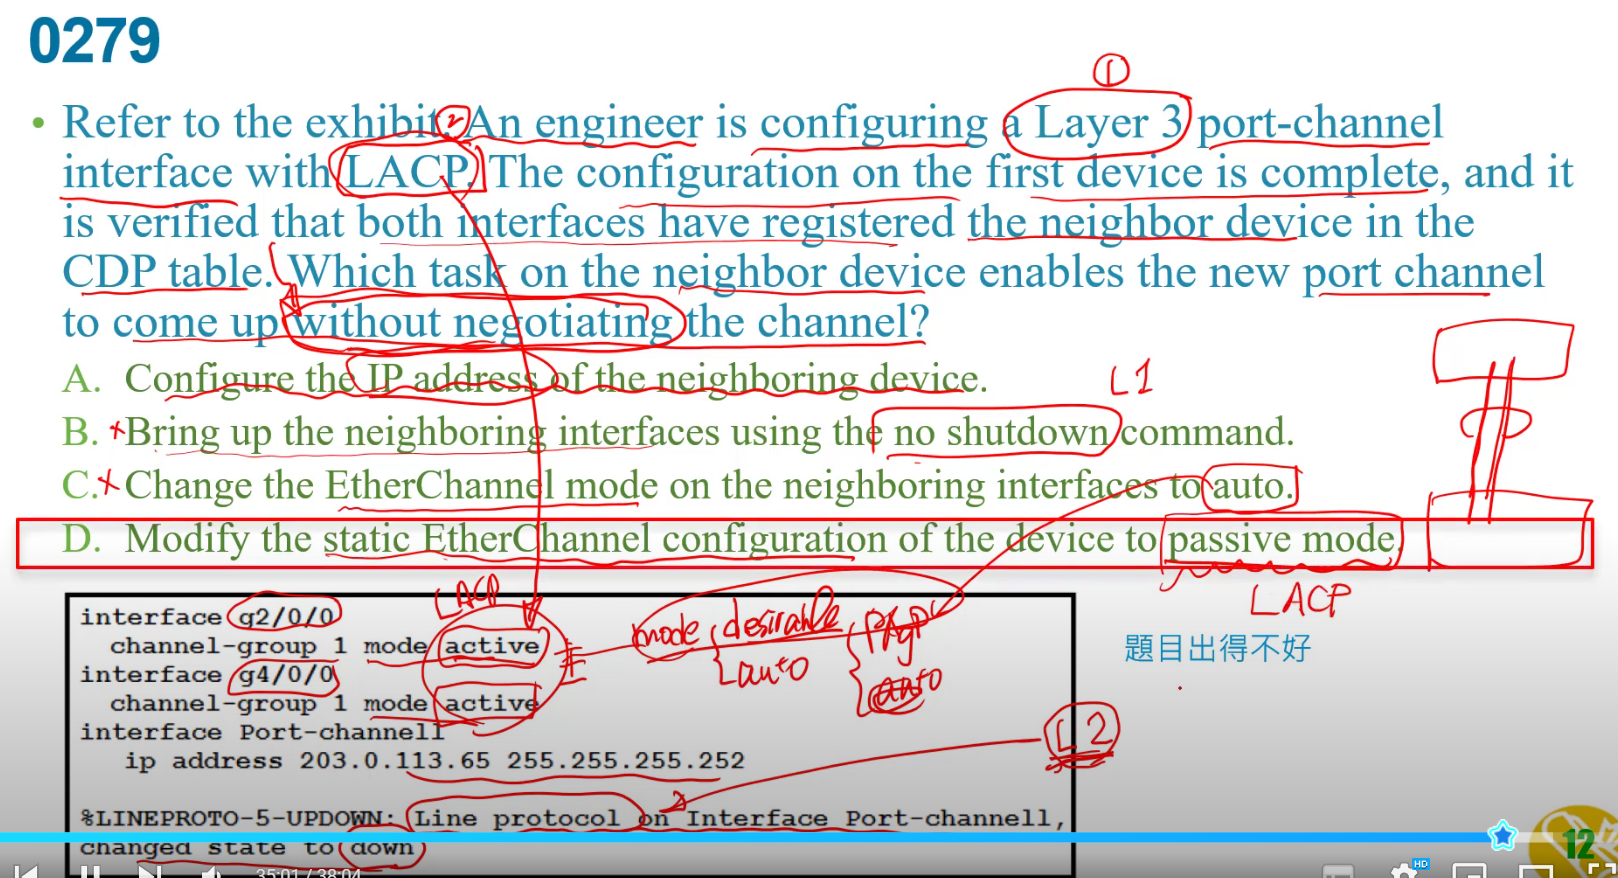 0279
①
• Refer to the exhibit. An engineer is configuring a Layer 3 port-channel
2
interface with LACP. The configuration on the first device is complete, and it
is verified that both interfaces have registered the neighbor device in the
CDP table. Which task on the neighbor device enables the new port channel
to come up without negotiating the channel?
A. Configure the IP address of the neighboring device.
L1
B. Bring up the neighboring interfaces using the no shutdown command.
C. Change the EtherChannel mode on the neighboring interfaces to auto.
D. Modify the static EtherChannel configuration of the device to passive mode.
LACP
LACP
interface g2/0/0
channel-group 1 mode active
mode desirable PAgP
auto auto
題目出得不好
interface g4/0/0
channel-group 1 mode active
interface Port-channel1
L2
ip address 203.0.113.65 255.255.255.252
%LINEPROTO-5-UPDOWN: Line protocol on Interface Port-channel1,
changed state to down
12
35:01 / 38:04
HD